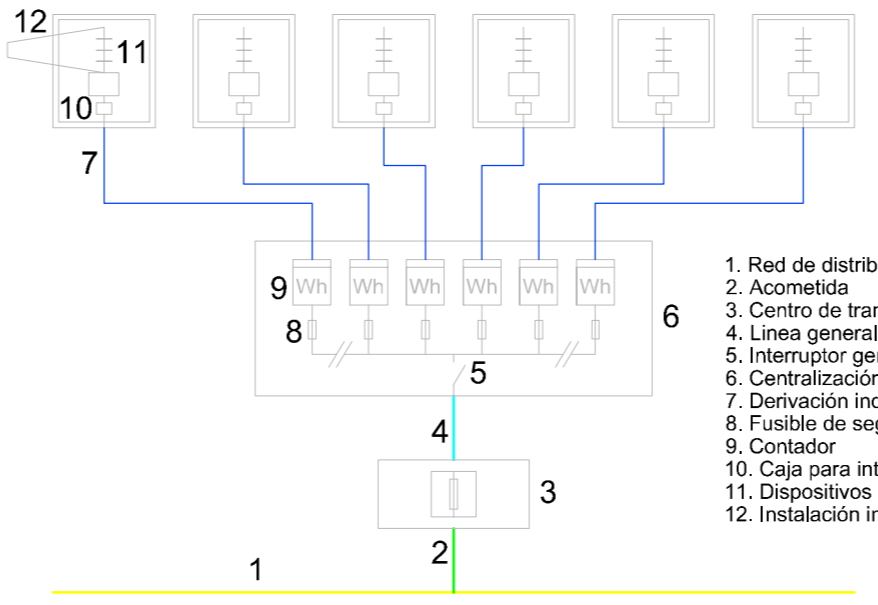 12
11
10
7
9 Wh Wh Wh Wh Wh Wh
6
8
5
4
3
2
1
1. Red de distrib
2. Acometida
3. Centro de tran
4. Linea general
5. Interruptor ge
6. Centralización
7. Derivación ind
8. Fusible de seg
9. Contador
10. Caja para int
11. Dispositivos
12. Instalación in